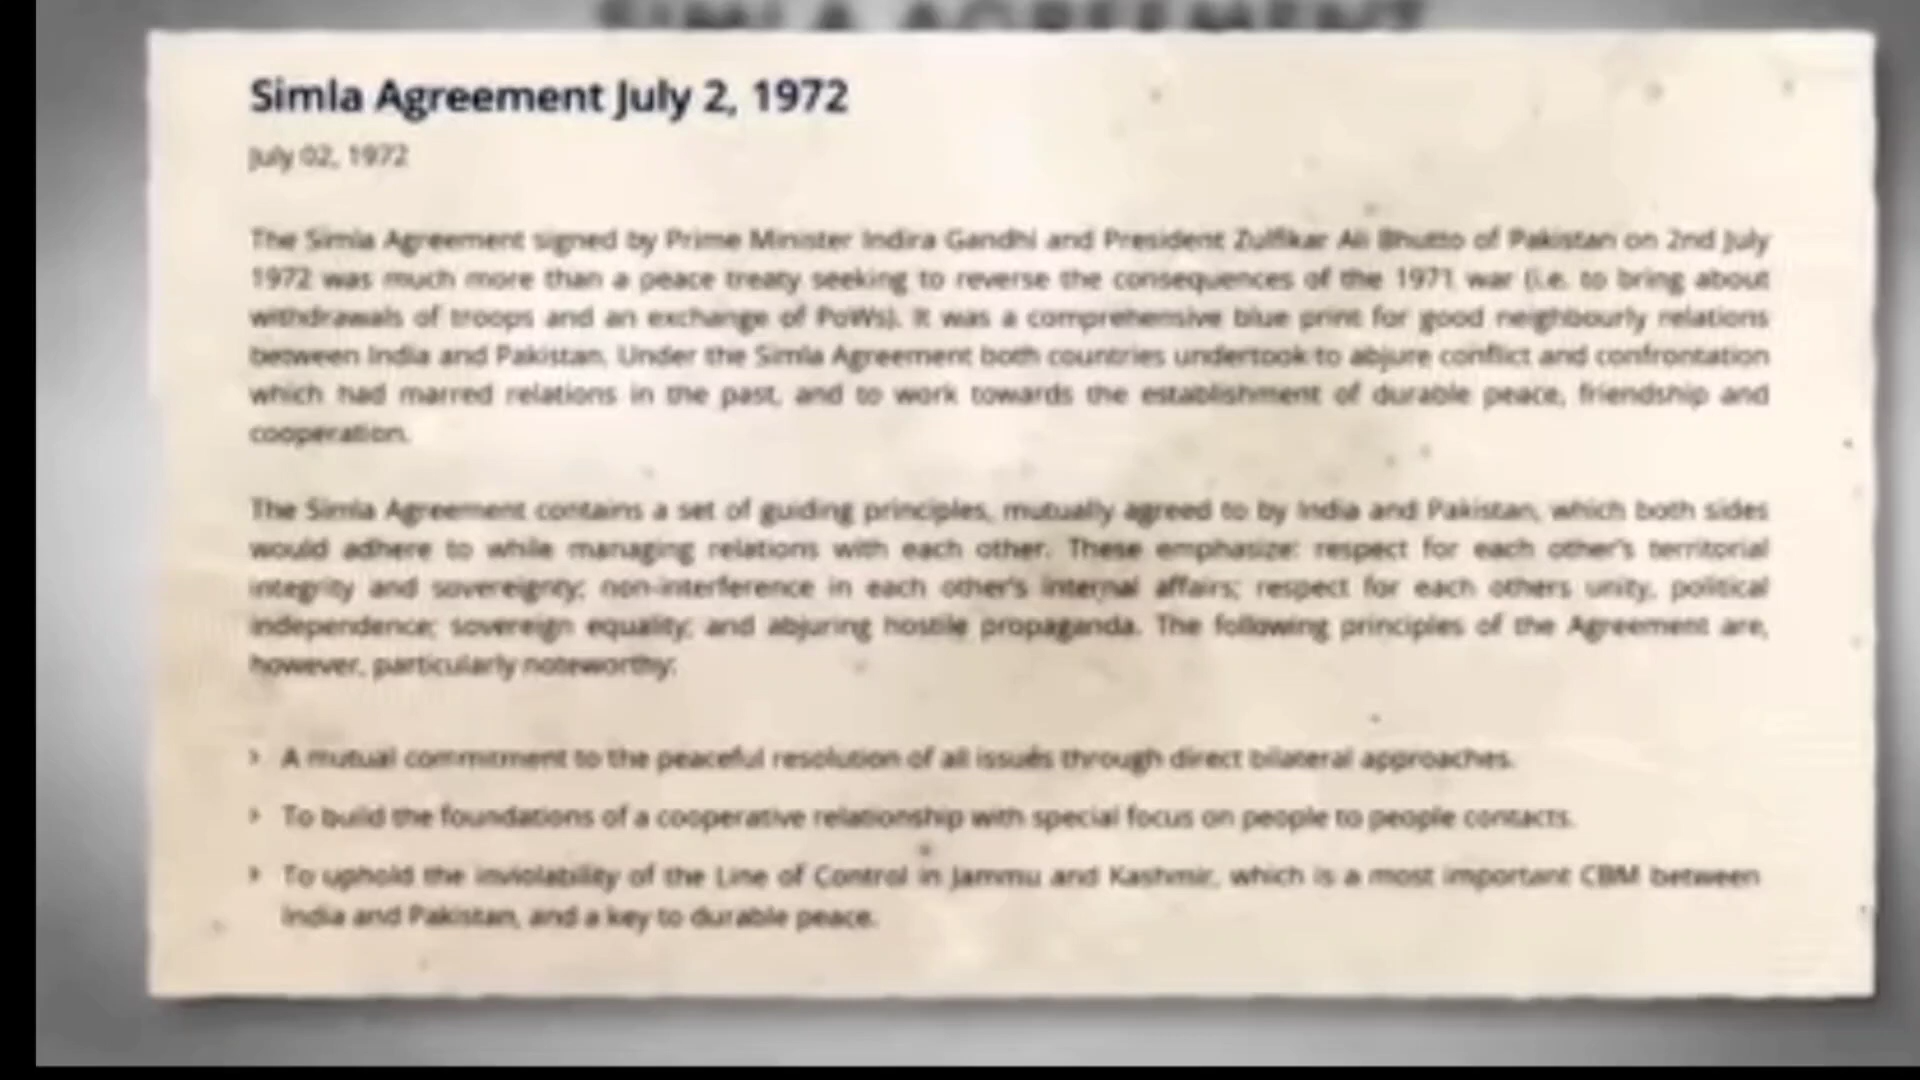 SIMLA AGREEMENT
Simla Agreement July 2, 1972
July 02, 1972
The Simla Agreement signed by Prime Minister Indira Gandhi and President Zulfikar Ali Bhutto of Pakistan on 2nd July
1972 was much more than a peace treaty seeking to reverse the consequences of the 1971 war (i.e. to bring about
withdrawals of troops and an exchange of PoWs). It was a comprehensive blue print for good neighbourly relations
between India and Pakistan. Under the Simla Agreement both countries undertook to abjure conflict and confrontation
which had marred relations in the past, and to work towards the establishment of durable peace, friendship and
cooperation.
The Simla Agreement contains a set of guiding principles, mutually agreed to by India and Pakistan, which both sides
would adhere to while managing relations with each other. These emphasize: respect for each other's territorial
integrity and sovereignty; non-interference in each other's internal affairs; respect for each others unity, political
independence; sovereign equality; and abjuring hostile propaganda. The following principles of the Agreement are,
however, particularly noteworthy:
› A mutual commitment to the peaceful resolution of all issues through direct bilateral approaches.
› To build the foundations of a cooperative relationship with special focus on people to people contacts.
› To uphold the inviolability of the Line of Control in Jammu and Kashmir, which is a most important CBM between
India and Pakistan, and a key to durable peace.